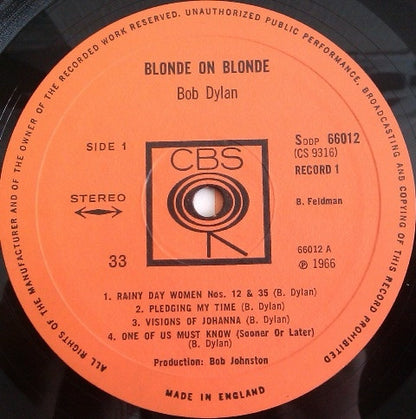 ALL RIGHTS OF THE MANUFACTURER AND OF THE OWNER OF THE RECORDED WORK RESERVED. UNAUTHORIZED PUBLIC PERFORMANCE, BROADCASTING AND COPYING OF THIS RECORD PROHIBITED
BLONDE ON BLONDE
Bob Dylan
SIDE 1
CBS
SDDP 66012
(CS 9316)
RECORD 1
STEREO
B. Feldman
33
66012 A
℗ 1966
1. RAINY DAY WOMEN Nos. 12 & 35 (B. Dylan)
2. PLEDGING MY TIME (B. Dylan)
3. VISIONS OF JOHANNA (B. Dylan)
4. ONE OF US MUST KNOW (Sooner Or Later)
(B. Dylan)
Production: Bob Johnston
MADE IN ENGLAND